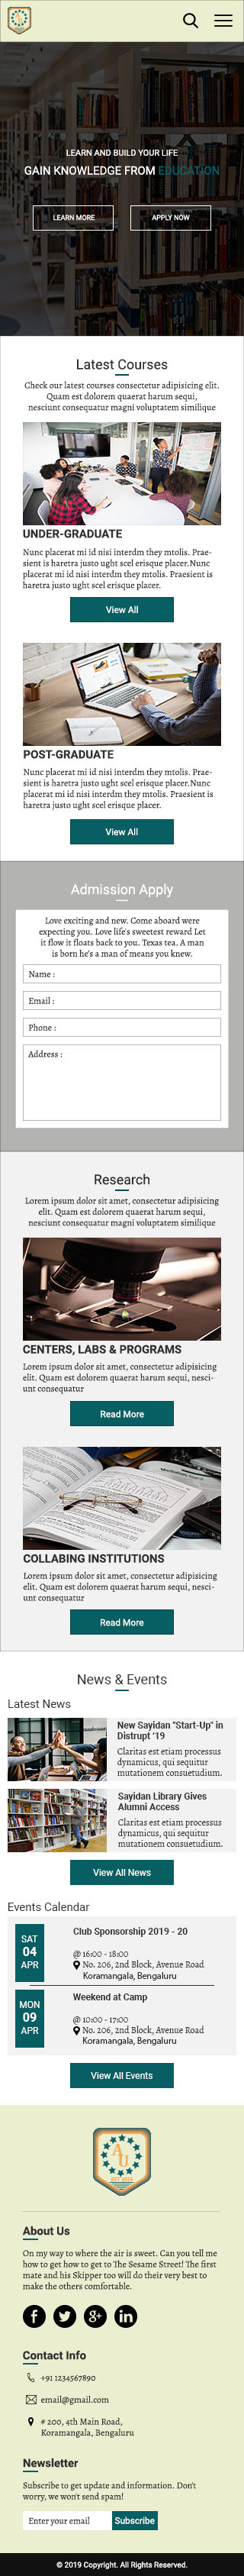 LEARN AND BUILD YOUR LIFE
GAIN KNOWLEDGE FROM EDUCATION
LEARN MORE
APPLY NOW
Latest Courses
Check our latest courses consectetur adipisicing elit.
Quam est dolorem quaerat harum sequi,
nesciunt consequatur magni voluptatem similique
UNDER-GRADUATE
Nunc placerat mi id nisi interdm they mtolis. Prae-
sient is haretra justo ught scel erisque placer.Nunc
placerat mi id nisi interdm they mtolis. Praesient is
haretra justo ught scel erisque placer.
View All
POST-GRADUATE
Nunc placerat mi id nisi interdm they mtolis. Prae-
sient is haretra justo ught scel erisque placer.Nunc
placerat mi id nisi interdm they mtolis. Praesient is
haretra justo ught scel erisque placer.
View All
Admission Apply
Love exciting and new. Come aboard were
expecting you. Love life's sweetest reward Let
it flow it floats back to you. Texas tea. A man
is born he's a man of means you knew.
Name :
Email :
Phone :
Address :
Research
Lorem ipsum dolor sit amet, consectetur adipisicing
elit. Quam est dolorem quaerat harum sequi,
nesciunt consequatur magni voluptatem similique
CENTERS, LABS & PROGRAMS
Lorem ipsum dolor sit amet, consectetur adipisicing
elit. Quam est dolorem quaerat harum sequi, nesci-
unt consequatur
Read More
COLLABING INSTITUTIONS
Lorem ipsum dolor sit amet, consectetur adipisicing
elit. Quam est dolorem quaerat harum sequi, nesci-
unt consequatur
Read More
News & Events
Latest News
New Sayidan "Start-Up" in
Distrupt '19
Claritas est etiam processus
dynamicus, qui sequitur
mutationem consuetudium.
Sayidan Library Gives
Alumni Access
Claritas est etiam processus
dynamicus, qui sequitur
mutationem consuetudium.
View All News
Events Calendar
SAT
04
APR
Club Sponsorship 2019 - 20
@ 16:00 - 18:00
No. 206, 2nd Block, Avenue Road
Koramangala, Bengaluru
MON
09
APR
Weekend at Camp
@ 10:00 - 17:00
No. 206, 2nd Block, Avenue Road
Koramangala, Bengaluru
View All Events
AU
About Us
On my way to where the air is sweet. Can you tell me
how to get how to get to The Sesame Street! The first
mate and his Skipper too will do their very best to
make the others comfortable.
Contact Info
+91 1234567890
email@gmail.com
# 200, 4th Main Road,
Koramangala, Bengaluru
Newsletter
Subscribe to get update and information. Don't
worry, we won't send spam!
Enter your email
Subscribe
© 2019 Copyright. All Rights Reserved.